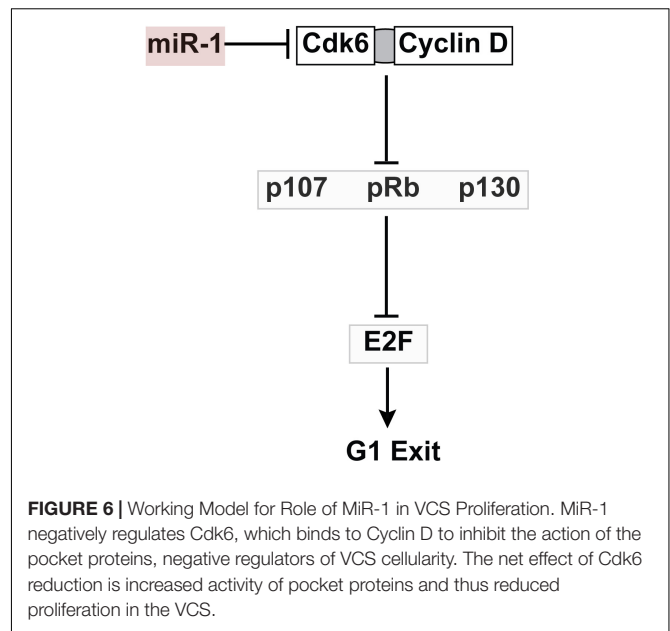 miR-1 Cdk6 Cyclin D
p107 pRb p130
E2F
G1 Exit
FIGURE 6 | Working Model for Role of MiR-1 in VCS Proliferation. MiR-1
negatively regulates Cdk6, which binds to Cyclin D to inhibit the action of the
pocket proteins, negative regulators of VCS cellularity. The net effect of Cdk6
reduction is increased activity of pocket proteins and thus reduced
proliferation in the VCS.